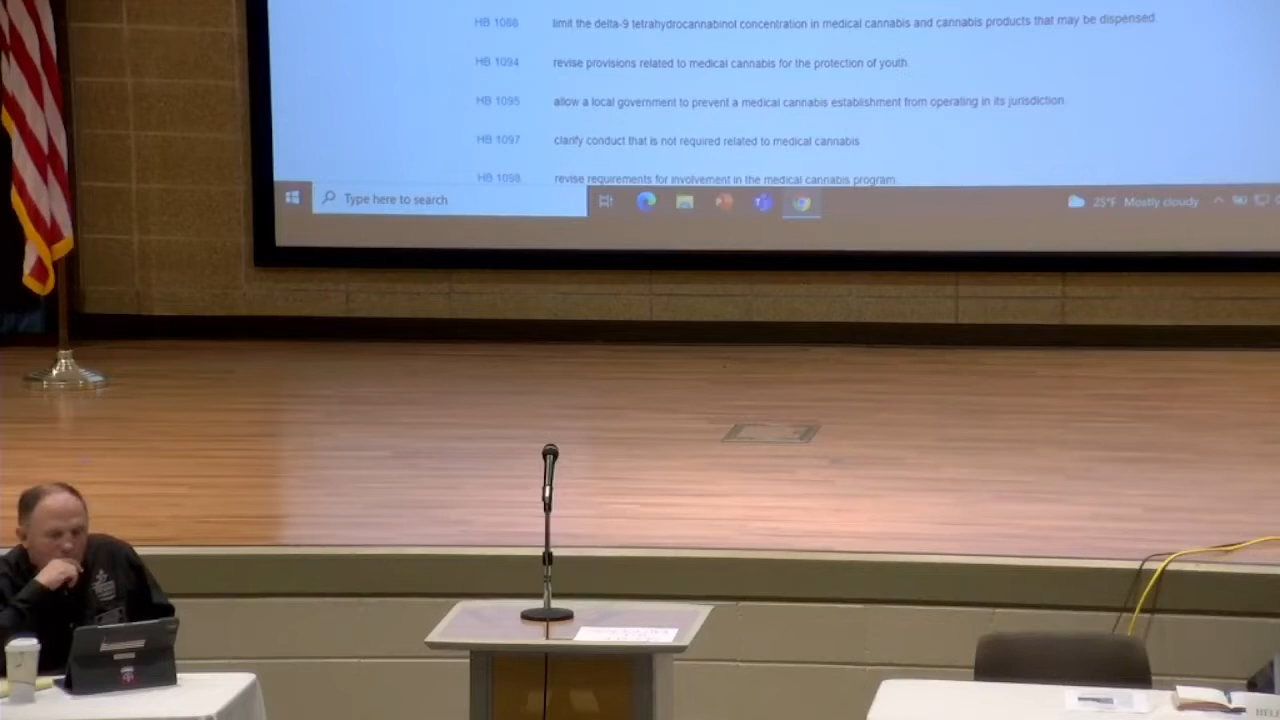 HB 1066 limit the delta-9 tetrahydrocannabinol concentration in medical cannabis and cannabis products that may be dispensed.
HB 1094 revise provisions related to medical cannabis for the protection of youth.
HB 1095 allow a local government to prevent a medical cannabis establishment from operating in its jurisdiction.
HB 1097 clarify conduct that is not required related to medical cannabis
HB 1098 revise requirements for involvement in the medical cannabis program.
Type here to search
25°F Mostly cloudy